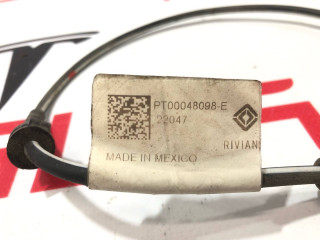 PT00048098-E
22047
RIVIAN
MADE IN MEXICO